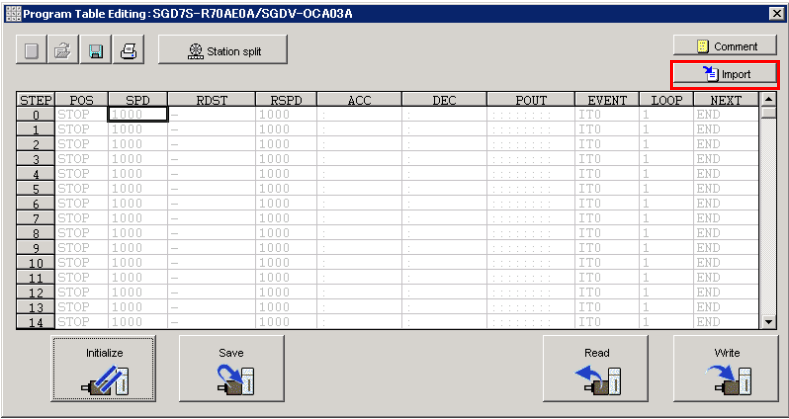 Program Table Editing : SGD7S-R70AE0A/SGDV-OCA03A
Station split
Comment
Import
STEP POS SPD RDST RSPD ACC DEC POUT EVENT LOOP NEXT
0 STOP 1000 – 1000 : : : : : : : : : : IT0 1 END
1 STOP 1000 – 1000 : : : : : : : : : : IT0 1 END
2 STOP 1000 – 1000 : : : : : : : : : : IT0 1 END
3 STOP 1000 – 1000 : : : : : : : : : : IT0 1 END
4 STOP 1000 – 1000 : : : : : : : : : : IT0 1 END
5 STOP 1000 – 1000 : : : : : : : : : : IT0 1 END
6 STOP 1000 – 1000 : : : : : : : : : : IT0 1 END
7 STOP 1000 – 1000 : : : : : : : : : : IT0 1 END
8 STOP 1000 – 1000 : : : : : : : : : : IT0 1 END
9 STOP 1000 – 1000 : : : : : : : : : : IT0 1 END
10 STOP 1000 – 1000 : : : : : : : : : : IT0 1 END
11 STOP 1000 – 1000 : : : : : : : : : : IT0 1 END
12 STOP 1000 – 1000 : : : : : : : : : : IT0 1 END
13 STOP 1000 – 1000 : : : : : : : : : : IT0 1 END
14 STOP 1000 – 1000 : : : : : : : : : : IT0 1 END
Initialize Save Read Write